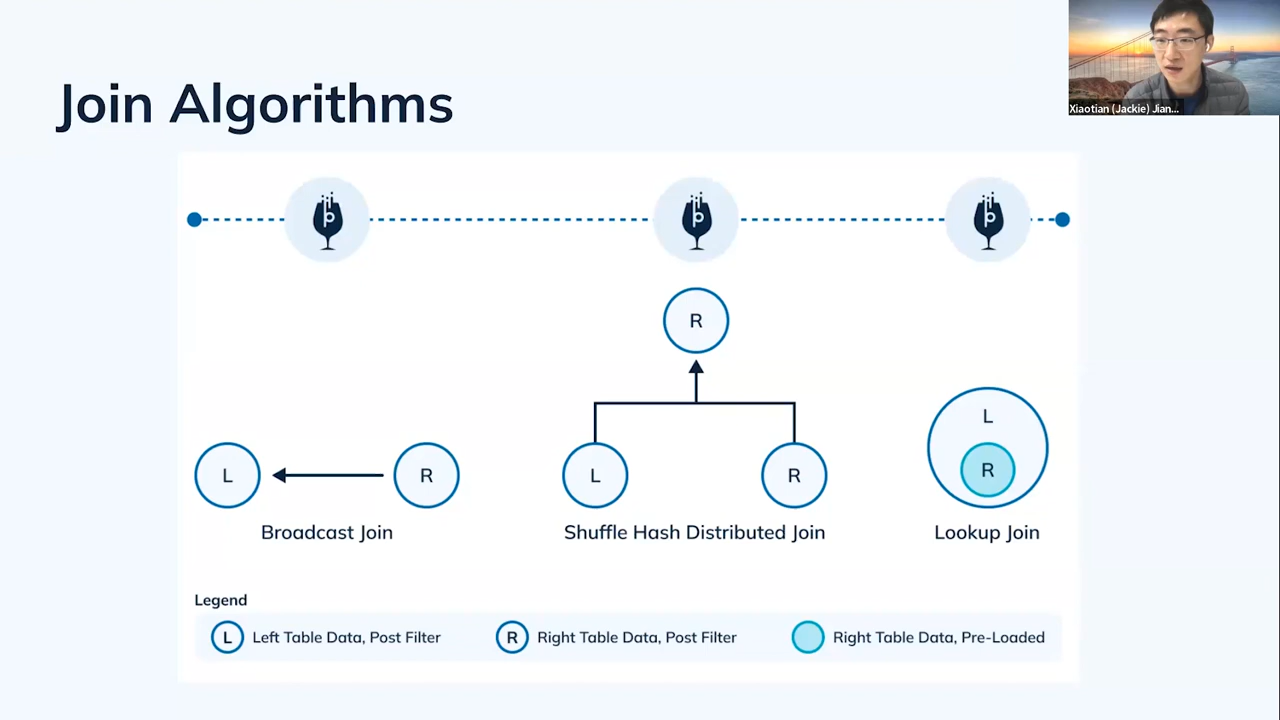 Join Algorithms
Xiaotian (Jackie) Jian...
p
p
p
R
L
L
R
L
R
R
Broadcast Join
Shuffle Hash Distributed Join
Lookup Join
Legend
L Left Table Data, Post Filter
R Right Table Data, Post Filter
Right Table Data, Pre-Loaded